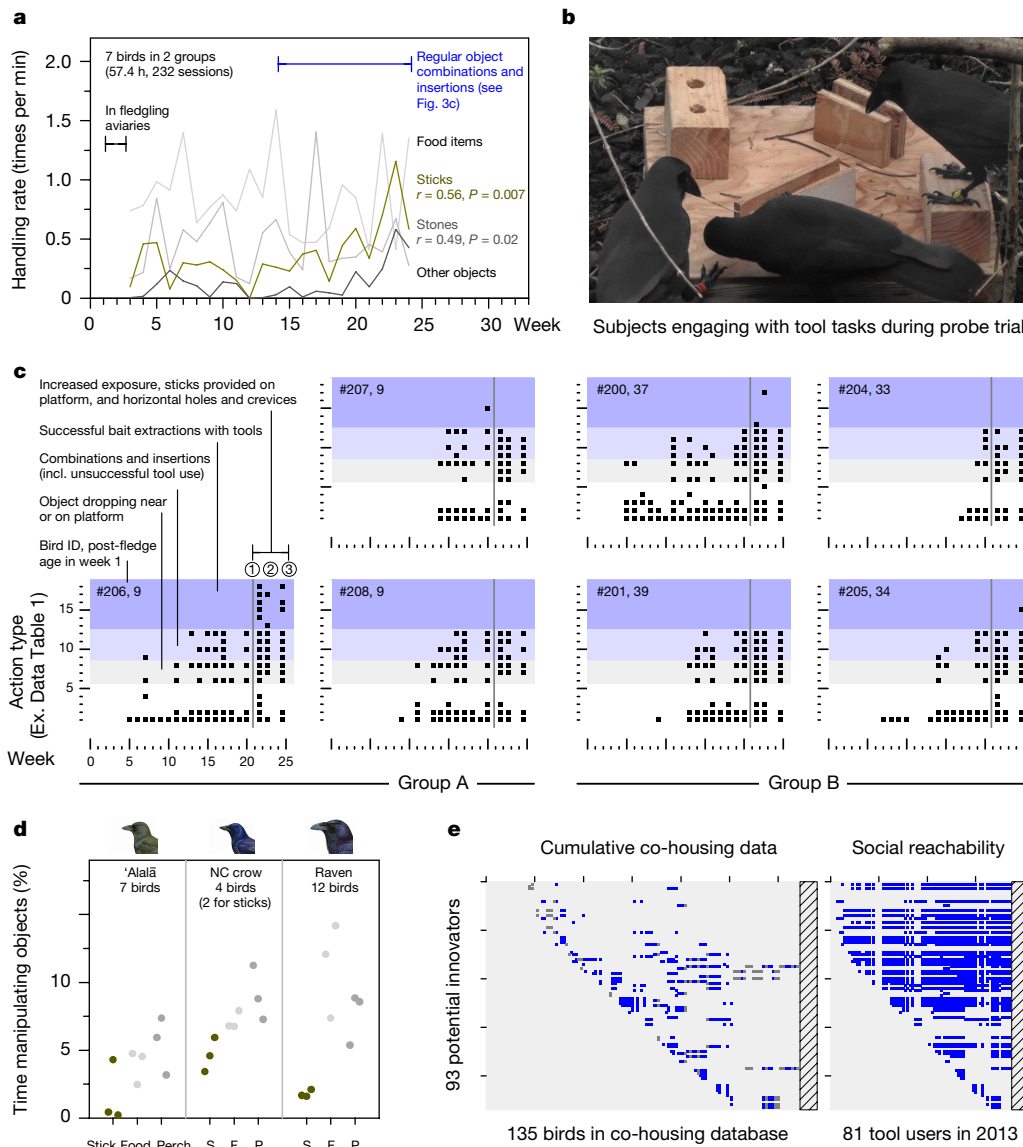 a
2.0
1.5
1.0
0.5
0
Handling rate (times per min)
7 birds in 2 groups
(57.4 h, 232 sessions)
In fledgling
aviaries
Regular object
combinations and
insertions (see
Fig. 3c)
Food items
Sticks
r = 0.56, P = 0.007
Stones
r = 0.49, P = 0.02
Other objects
0 5 10 15 20 25 30 Week
b
Subjects engaging with tool tasks during probe trial
c
Increased exposure, sticks provided on
platform, and horizontal holes and crevices
Successful bait extractions with tools
Combinations and insertions
(incl. unsuccessful tool use)
Object dropping near
or on platform
Bird ID, post-fledge
age in week 1
1 2 3
#207, 9
#200, 37
#204, 33
#206, 9
#208, 9
#201, 39
#205, 34
Action type
(Ex. Data Table 1)
15
10
5
Week
0 5 10 15 20 25
Group A
Group B
d
Time manipulating objects (%)
10
5
0
ʻAlalā
7 birds
NC crow
4 birds
(2 for sticks)
Raven
12 birds
Stick Food Perch S F P S F P
e
Cumulative co-housing data
Social reachability
93 potential innovators
135 birds in co-housing database
81 tool users in 2013